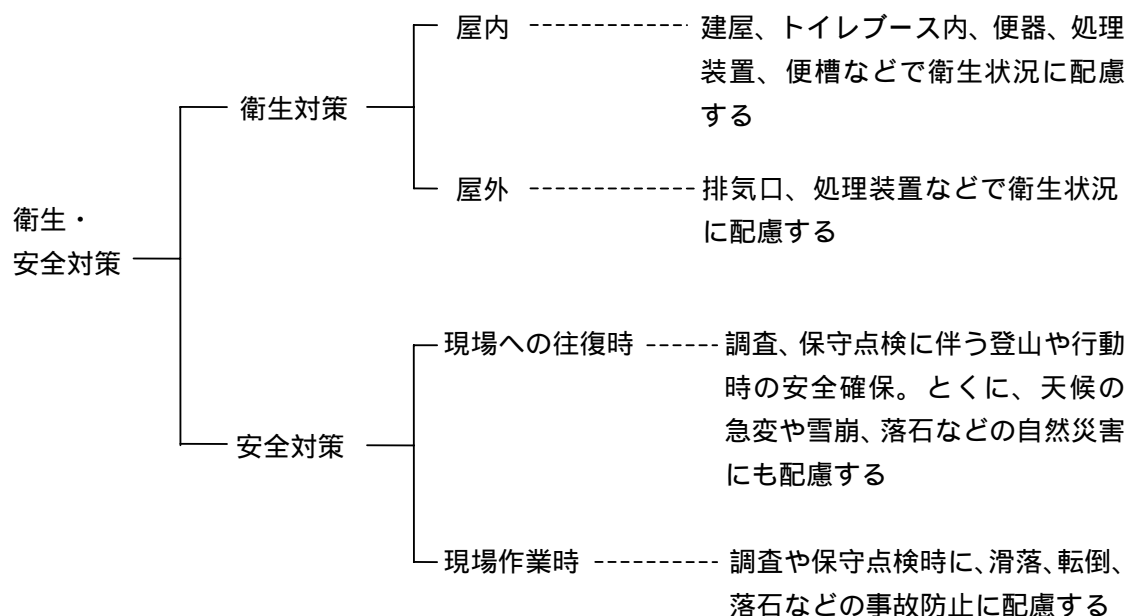 衛生・
安全対策
衛生対策
屋内
建屋、トイレブース内、便器、処理
装置、便槽などで衛生状況に配慮
する
屋外
排気口、処理装置などで衛生状況
に配慮する
安全対策
現場への往復時
調査、保守点検に伴う登山や行動
時の安全確保。とくに、天候の
急変や雪崩、落石などの自然災害
にも配慮する
現場作業時
調査や保守点検時に、滑落、転倒、
落石などの事故防止に配慮する